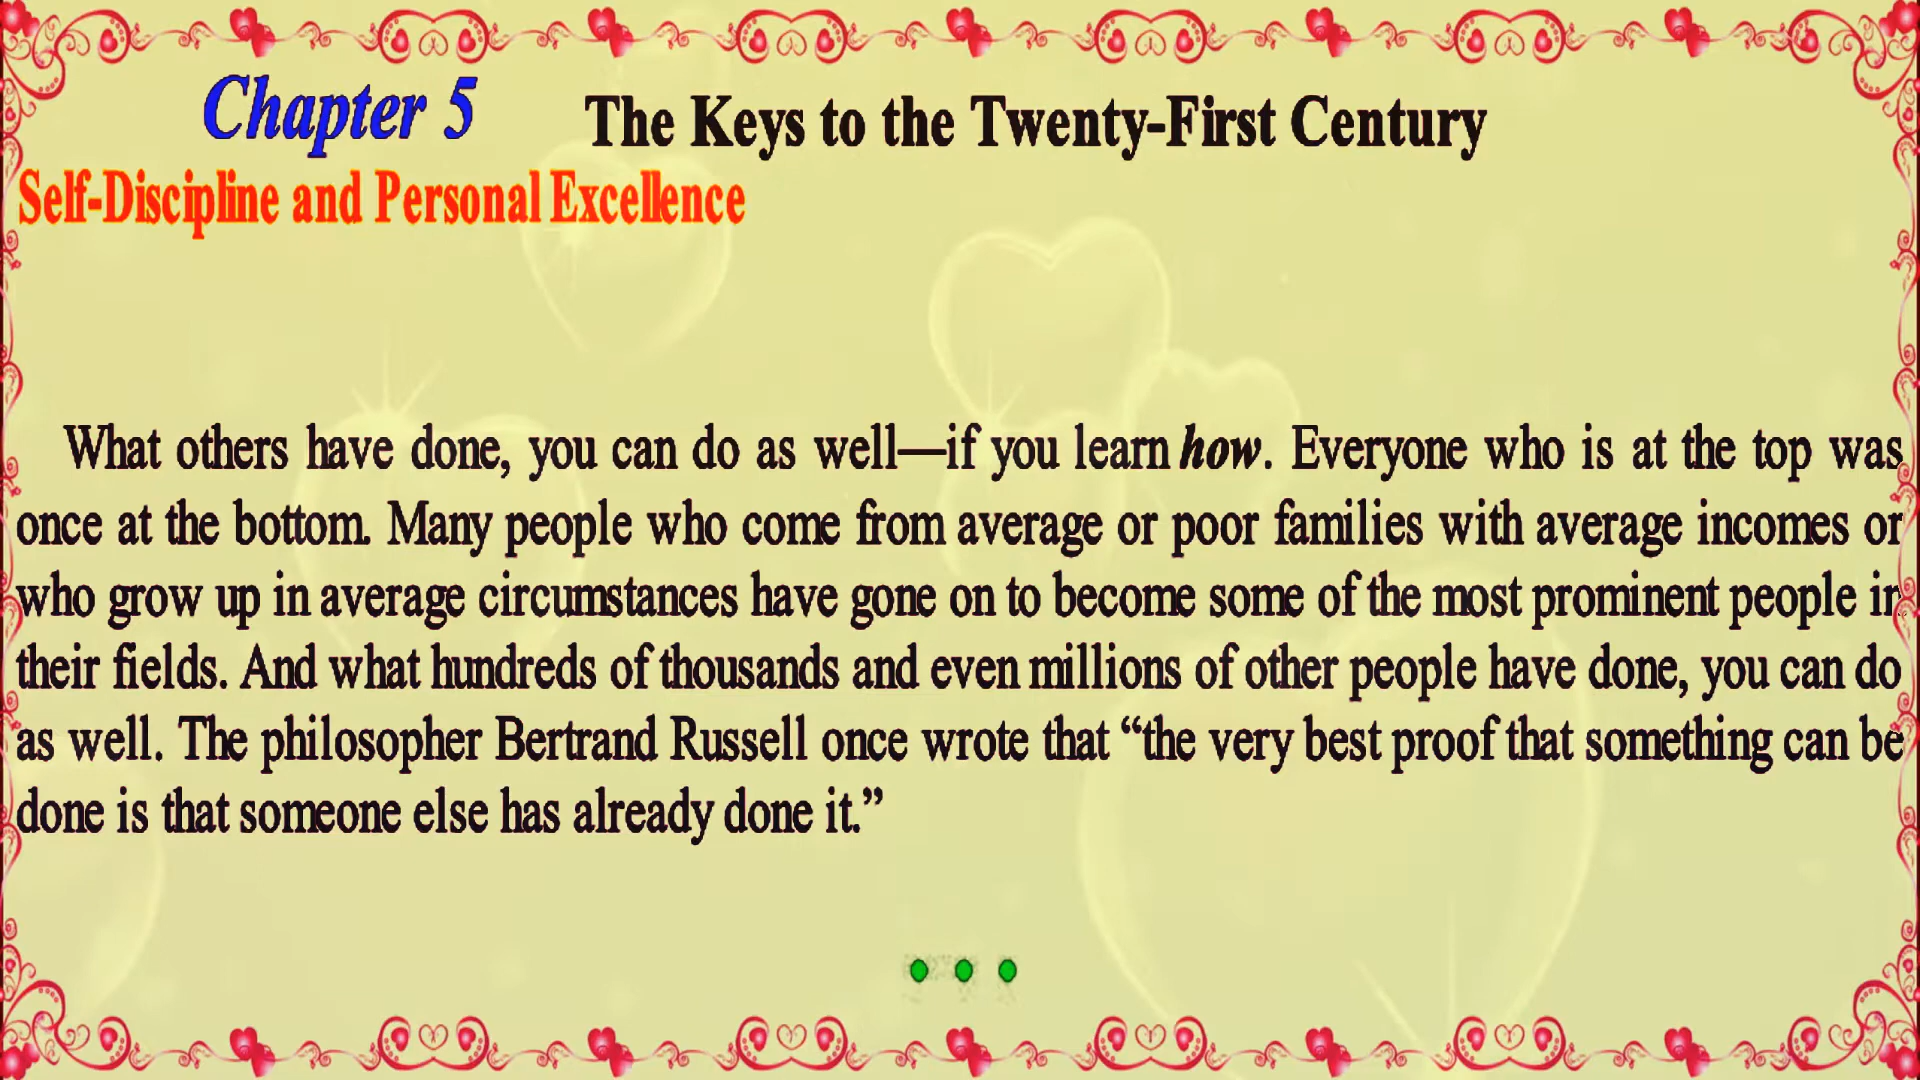 Chapter 5 The Keys to the Twenty-First Century
Self-Discipline and Personal Excellence
What others have done, you can do as well—if you learn how. Everyone who is at the top was
once at the bottom. Many people who come from average or poor families with average incomes or
who grow up in average circumstances have gone on to become some of the most prominent people in
their fields. And what hundreds of thousands and even millions of other people have done, you can do
as well. The philosopher Bertrand Russell once wrote that “the very best proof that something can be
done is that someone else has already done it.”